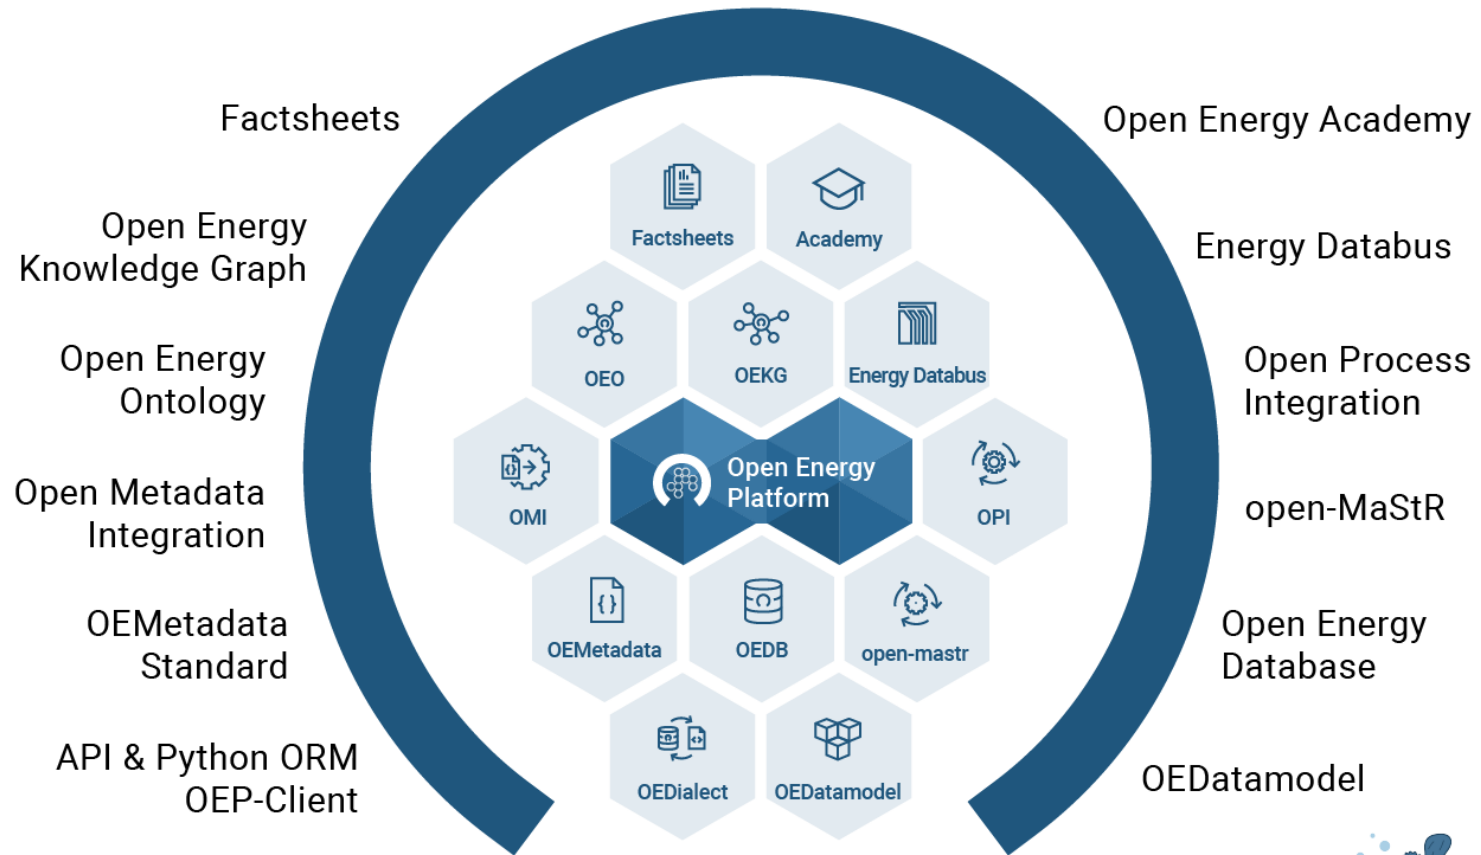 Factsheets
Open Energy
Knowledge Graph
Open Energy
Ontology
Open Metadata
Integration
OEMetadata
Standard
API & Python ORM
OEP-Client
Factsheets
Academy
OEO
OEKG
Energy Databus
OMI
Open Energy
Platform
OPI
OEMetadata
OEDB
open-mastr
OEDialect
OEDatamodel
Open Energy Academy
Energy Databus
Open Process
Integration
open-MaStR
Open Energy
Database
OEDatamodel